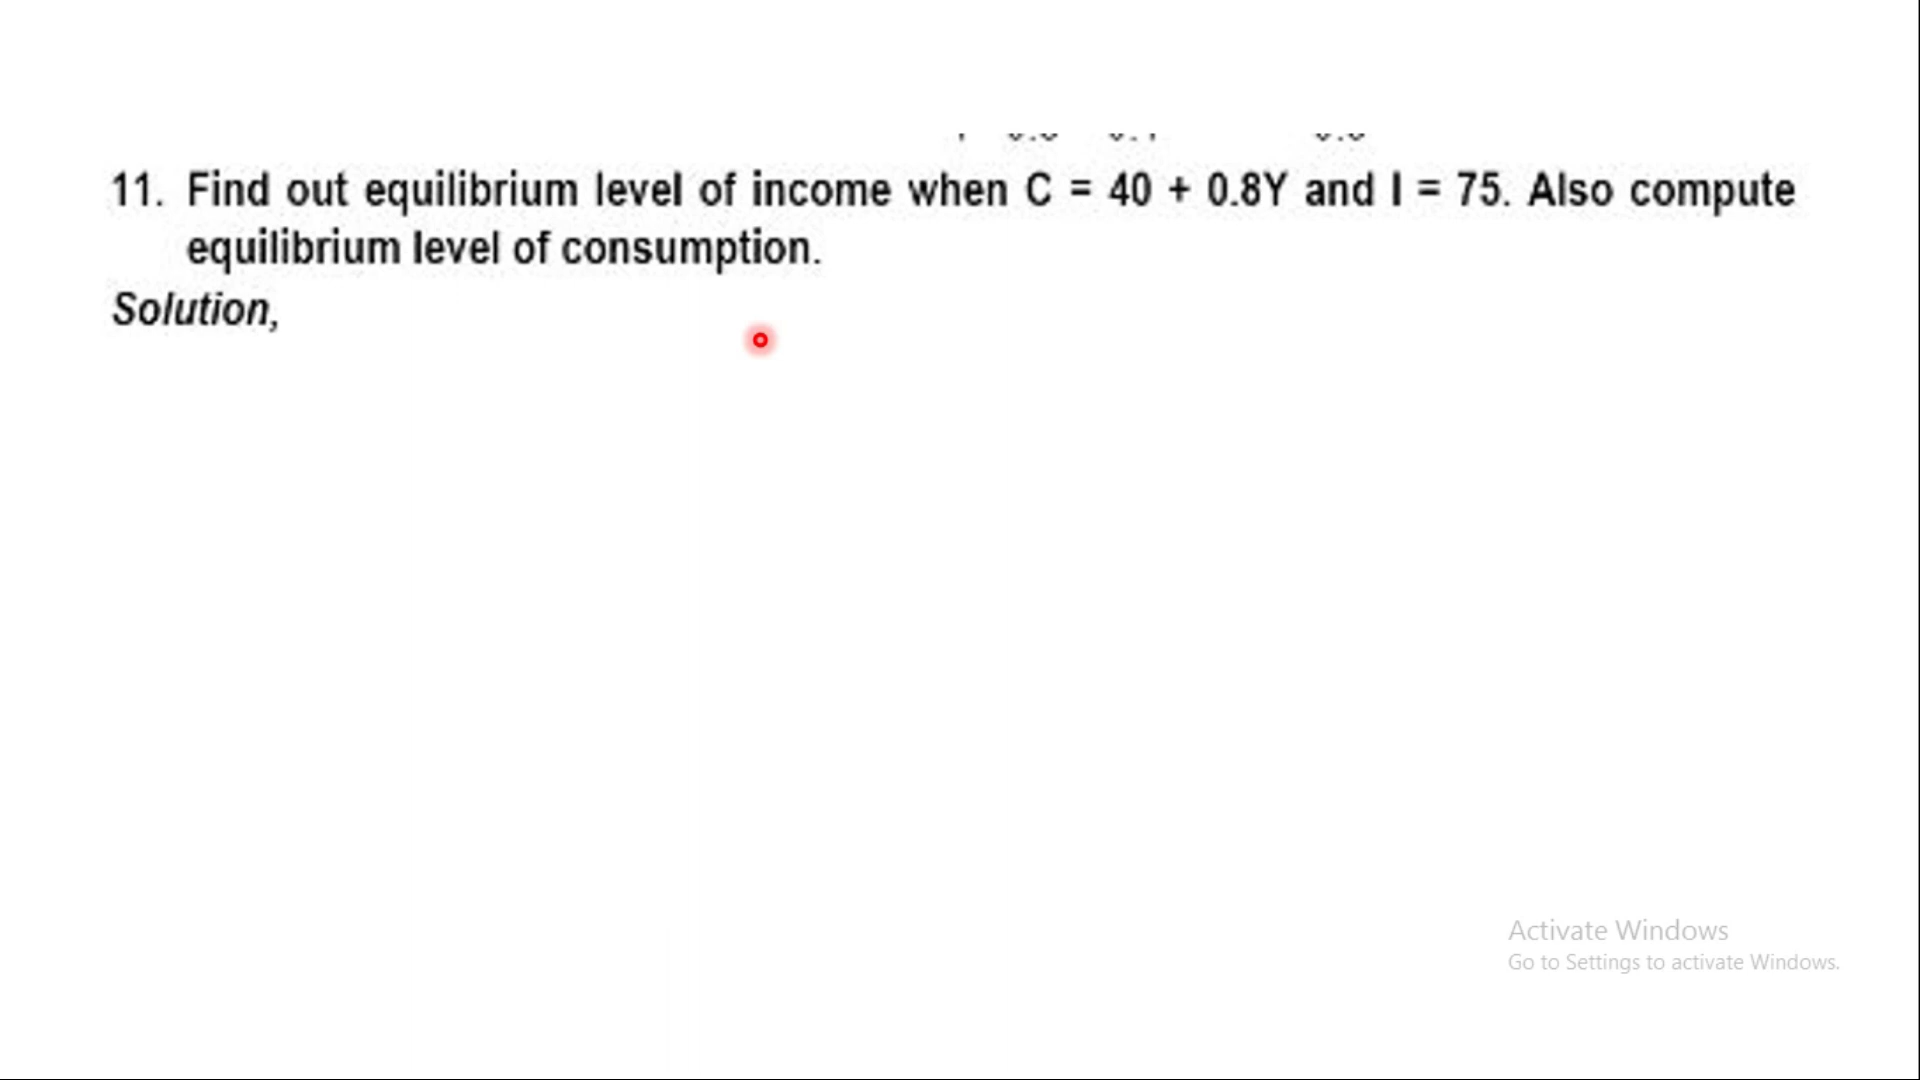 11. Find out equilibrium level of income when C = 40 + 0.8Y and I = 75. Also compute
equilibrium level of consumption.
Solution,
Activate Windows
Go to Settings to activate Windows.